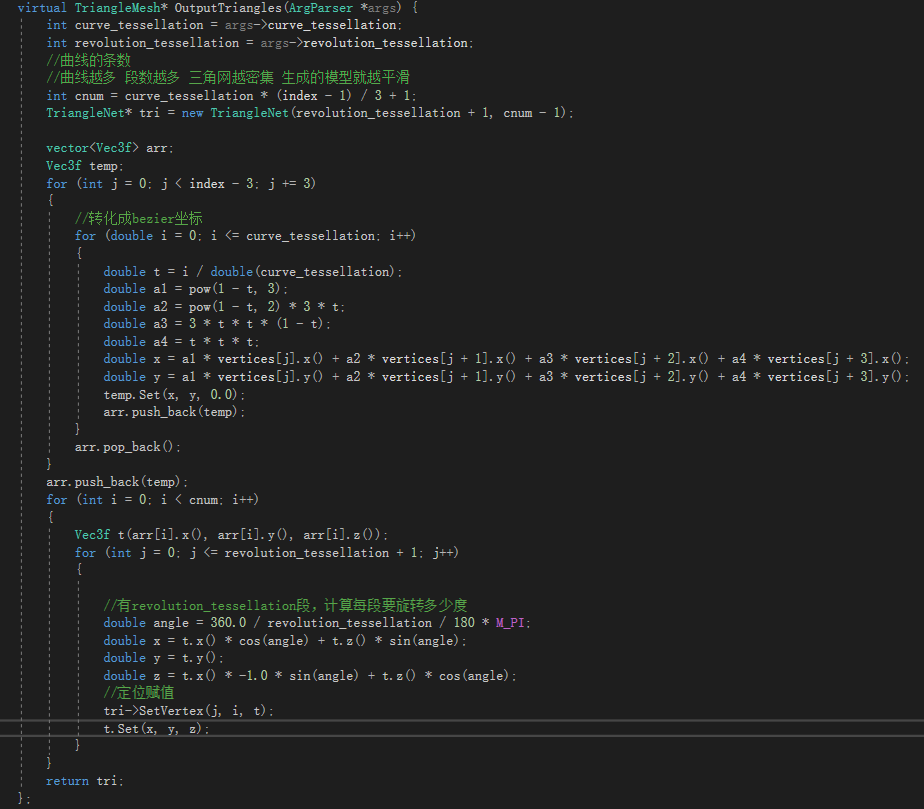 virtual TriangleMesh* OutputTriangles(ArgParser *args) {
int curve_tessellation = args->curve_tessellation;
int revolution_tessellation = args->revolution_tessellation;
//曲线的条数
//曲线越多 段数越多 三角网越密集 生成的模型就越平滑
int cnum = curve_tessellation * (index - 1) / 3 + 1;
TriangleNet* tri = new TriangleNet(revolution_tessellation + 1, cnum - 1);
vector<Vec3f> arr;
Vec3f temp;
for (int j = 0; j < index - 3; j += 3)
{
//转化成bezier坐标
for (double i = 0; i <= curve_tessellation; i++)
{
double t = i / double(curve_tessellation);
double a1 = pow(1 - t, 3);
double a2 = pow(1 - t, 2) * 3 * t;
double a3 = 3 * t * t * (1 - t);
double a4 = t * t * t;
double x = a1 * vertices[j].x() + a2 * vertices[j + 1].x() + a3 * vertices[j + 2].x() + a4 * vertices[j + 3].x();
double y = a1 * vertices[j].y() + a2 * vertices[j + 1].y() + a3 * vertices[j + 2].y() + a4 * vertices[j + 3].y();
temp.Set(x, y, 0.0);
arr.push_back(temp);
}
arr.pop_back();
}
arr.push_back(temp);
for (int i = 0; i < cnum; i++)
{
Vec3f t(arr[i].x(), arr[i].y(), arr[i].z());
for (int j = 0; j <= revolution_tessellation + 1; j++)
{
//有revolution_tessellation段，计算每段要旋转多少度
double angle = 360.0 / revolution_tessellation / 180 * M_PI;
double x = t.x() * cos(angle) + t.z() * sin(angle);
double y = t.y();
double z = t.x() * -1.0 * sin(angle) + t.z() * cos(angle);
//定位赋值
tri->SetVertex(j, i, t);
t.Set(x, y, z);
}
}
return tri;
};